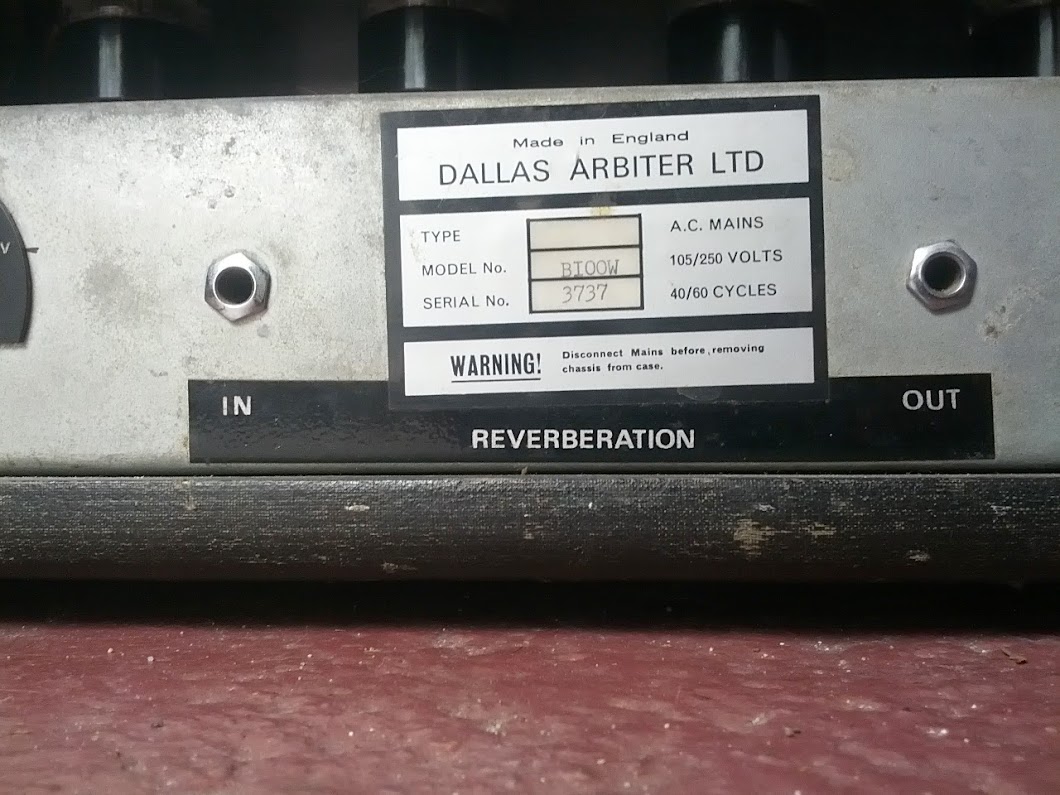 Made in England
DALLAS ARBITER LTD
TYPE
MODEL No. BI00W
SERIAL No. 3737
A.C. MAINS
105/250 VOLTS
40/60 CYCLES
WARNING! Disconnect Mains before, removing
chassis from case.
IN
OUT
REVERBERATION
V